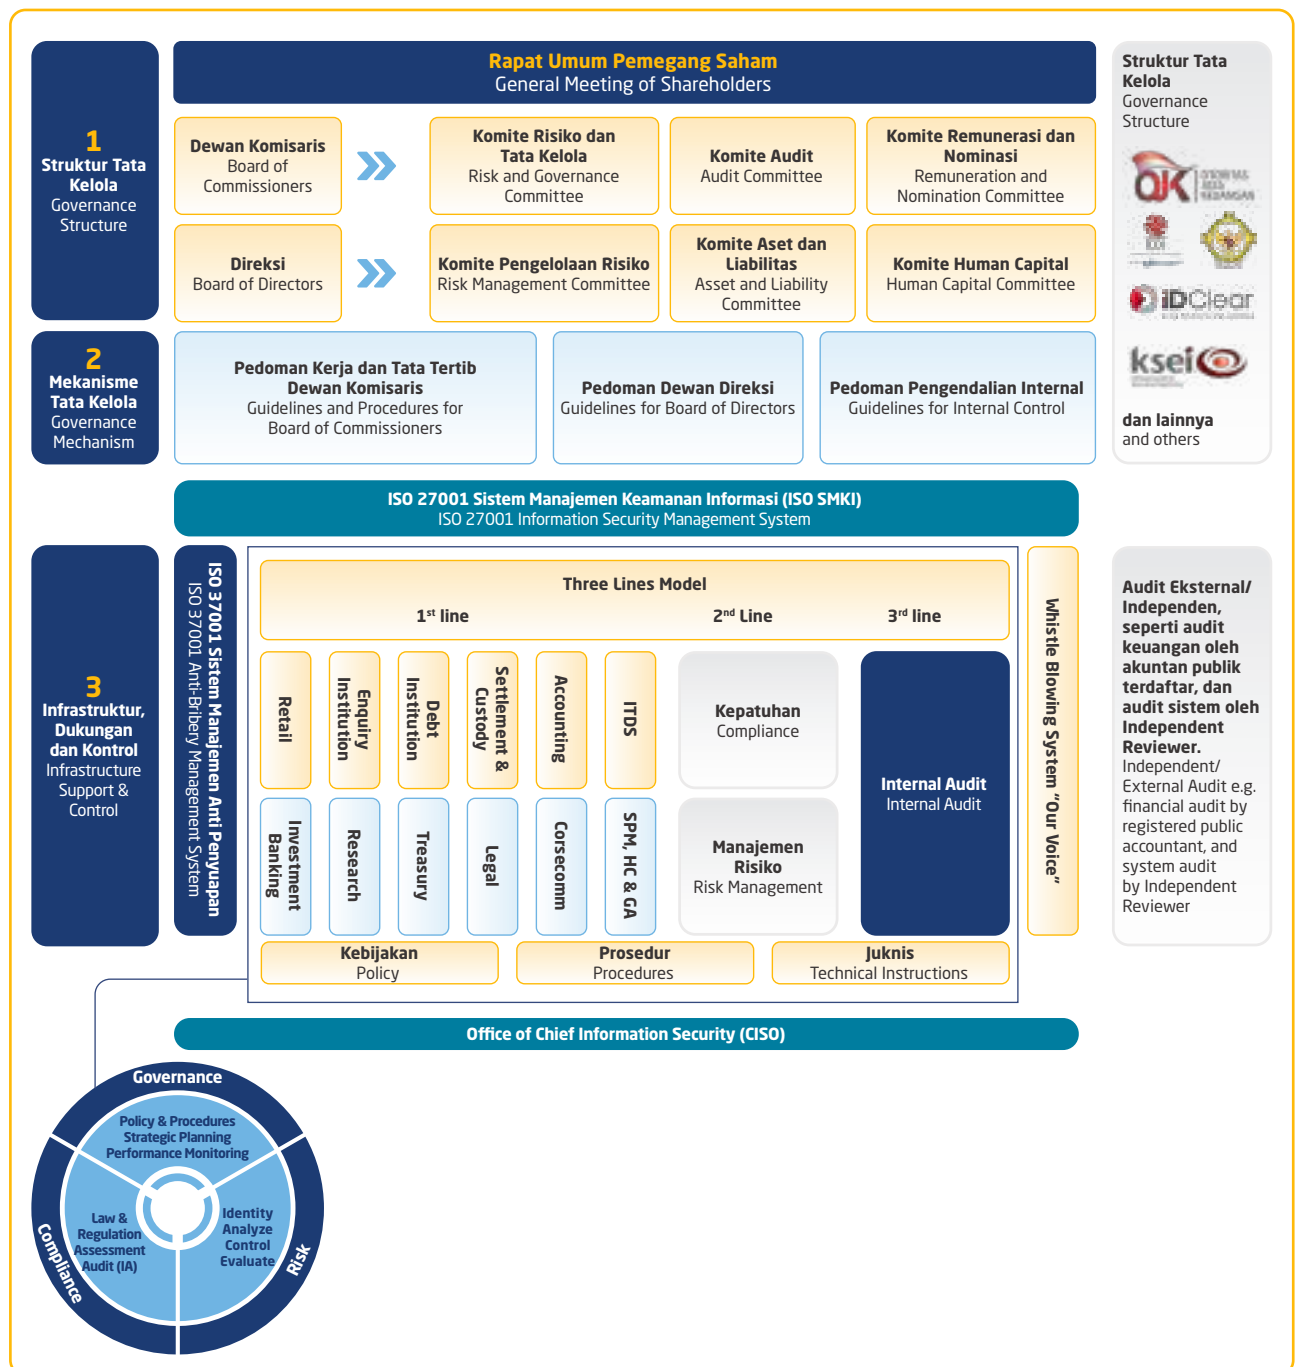 Rapat Umum Pemegang Saham
General Meeting of Shareholders
1
Struktur Tata
Kelola
Governance
Structure
Dewan Komisaris
Board of
Commissioners
Komite Risiko dan
Tata Kelola
Risk and Governance
Committee
Komite Audit
Audit Committee
Komite Remunerasi dan
Nominasi
Remuneration and
Nomination Committee
Direksi
Board of Directors
Komite Pengelolaan Risiko
Risk Management Committee
Komite Aset dan
Liabilitas
Asset and Liability
Committee
Komite Human Capital
Human Capital Committee
Struktur Tata
Kelola
Governance
Structure
OJK
OTORITAS
JASA
KEUANGAN
iDClear
ksei
dan lainnya
and others
2
Mekanisme
Tata Kelola
Governance
Mechanism
Pedoman Kerja dan Tata Tertib
Dewan Komisaris
Guidelines and Procedures for
Board of Commissioners
Pedoman Dewan Direksi
Guidelines for Board of Directors
Pedoman Pengendalian Internal
Guidelines for Internal Control
ISO 27001 Sistem Manajemen Keamanan Informasi (ISO SMKI)
ISO 27001 Information Security Management System
3
Infrastruktur,
Dukungan
dan Kontrol
Infrastructure
Support &
Control
ISO 37001 Sistem Manajemen Anti Penyuapan
ISO 37001 Anti-Bribery Management System
Three Lines Model
1st line
2nd Line
3rd line
Retail
Enquiry
Institution
Debt
Institution
Settlement &
Custody
Accounting
ITDS
Kepatuhan
Compliance
Internal Audit
Internal Audit
Investment
Banking
Research
Treasury
Legal
Corsecomm
SPM, HC & GA
Manajemen
Risiko
Risk Management
Kebijakan
Policy
Prosedur
Procedures
Juknis
Technical Instructions
Whistle Blowing System "Our Voice"
Audit Eksternal/
Independen,
seperti audit
keuangan oleh
akuntan publik
terdaftar, dan
audit sistem oleh
Independent
Reviewer.
Independent/
External Audit e.g.
financial audit by
registered public
accountant, and
system audit
by Independent
Reviewer
Office of Chief Information Security (CISO)
Governance
Policy & Procedures
Strategic Planning
Performance Monitoring
Compliance
Law &
Regulation
Assessment
Audit (IA)
Risk
Identity
Analyze
Control
Evaluate